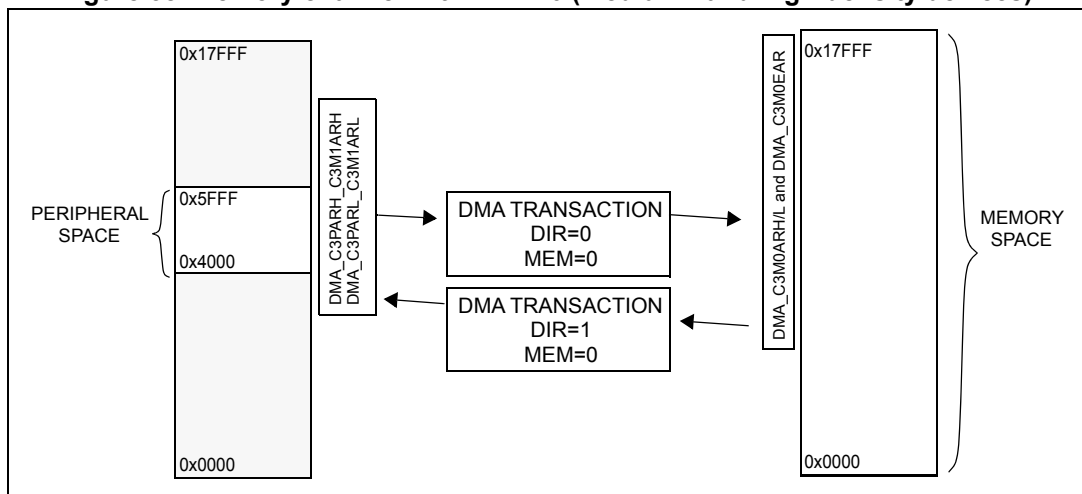 0x17FFF
0x5FFF
PERIPHERAL
SPACE
0x4000
0x0000
DMA_C3PARH_C3M1ARH
DMA_C3PARL_C3M1ARL
DMA TRANSACTION
DIR=0
MEM=0
DMA TRANSACTION
DIR=1
MEM=0
DMA_C3M0ARH/L and DMA_C3M0EAR
0x17FFF
MEMORY
SPACE
0x0000